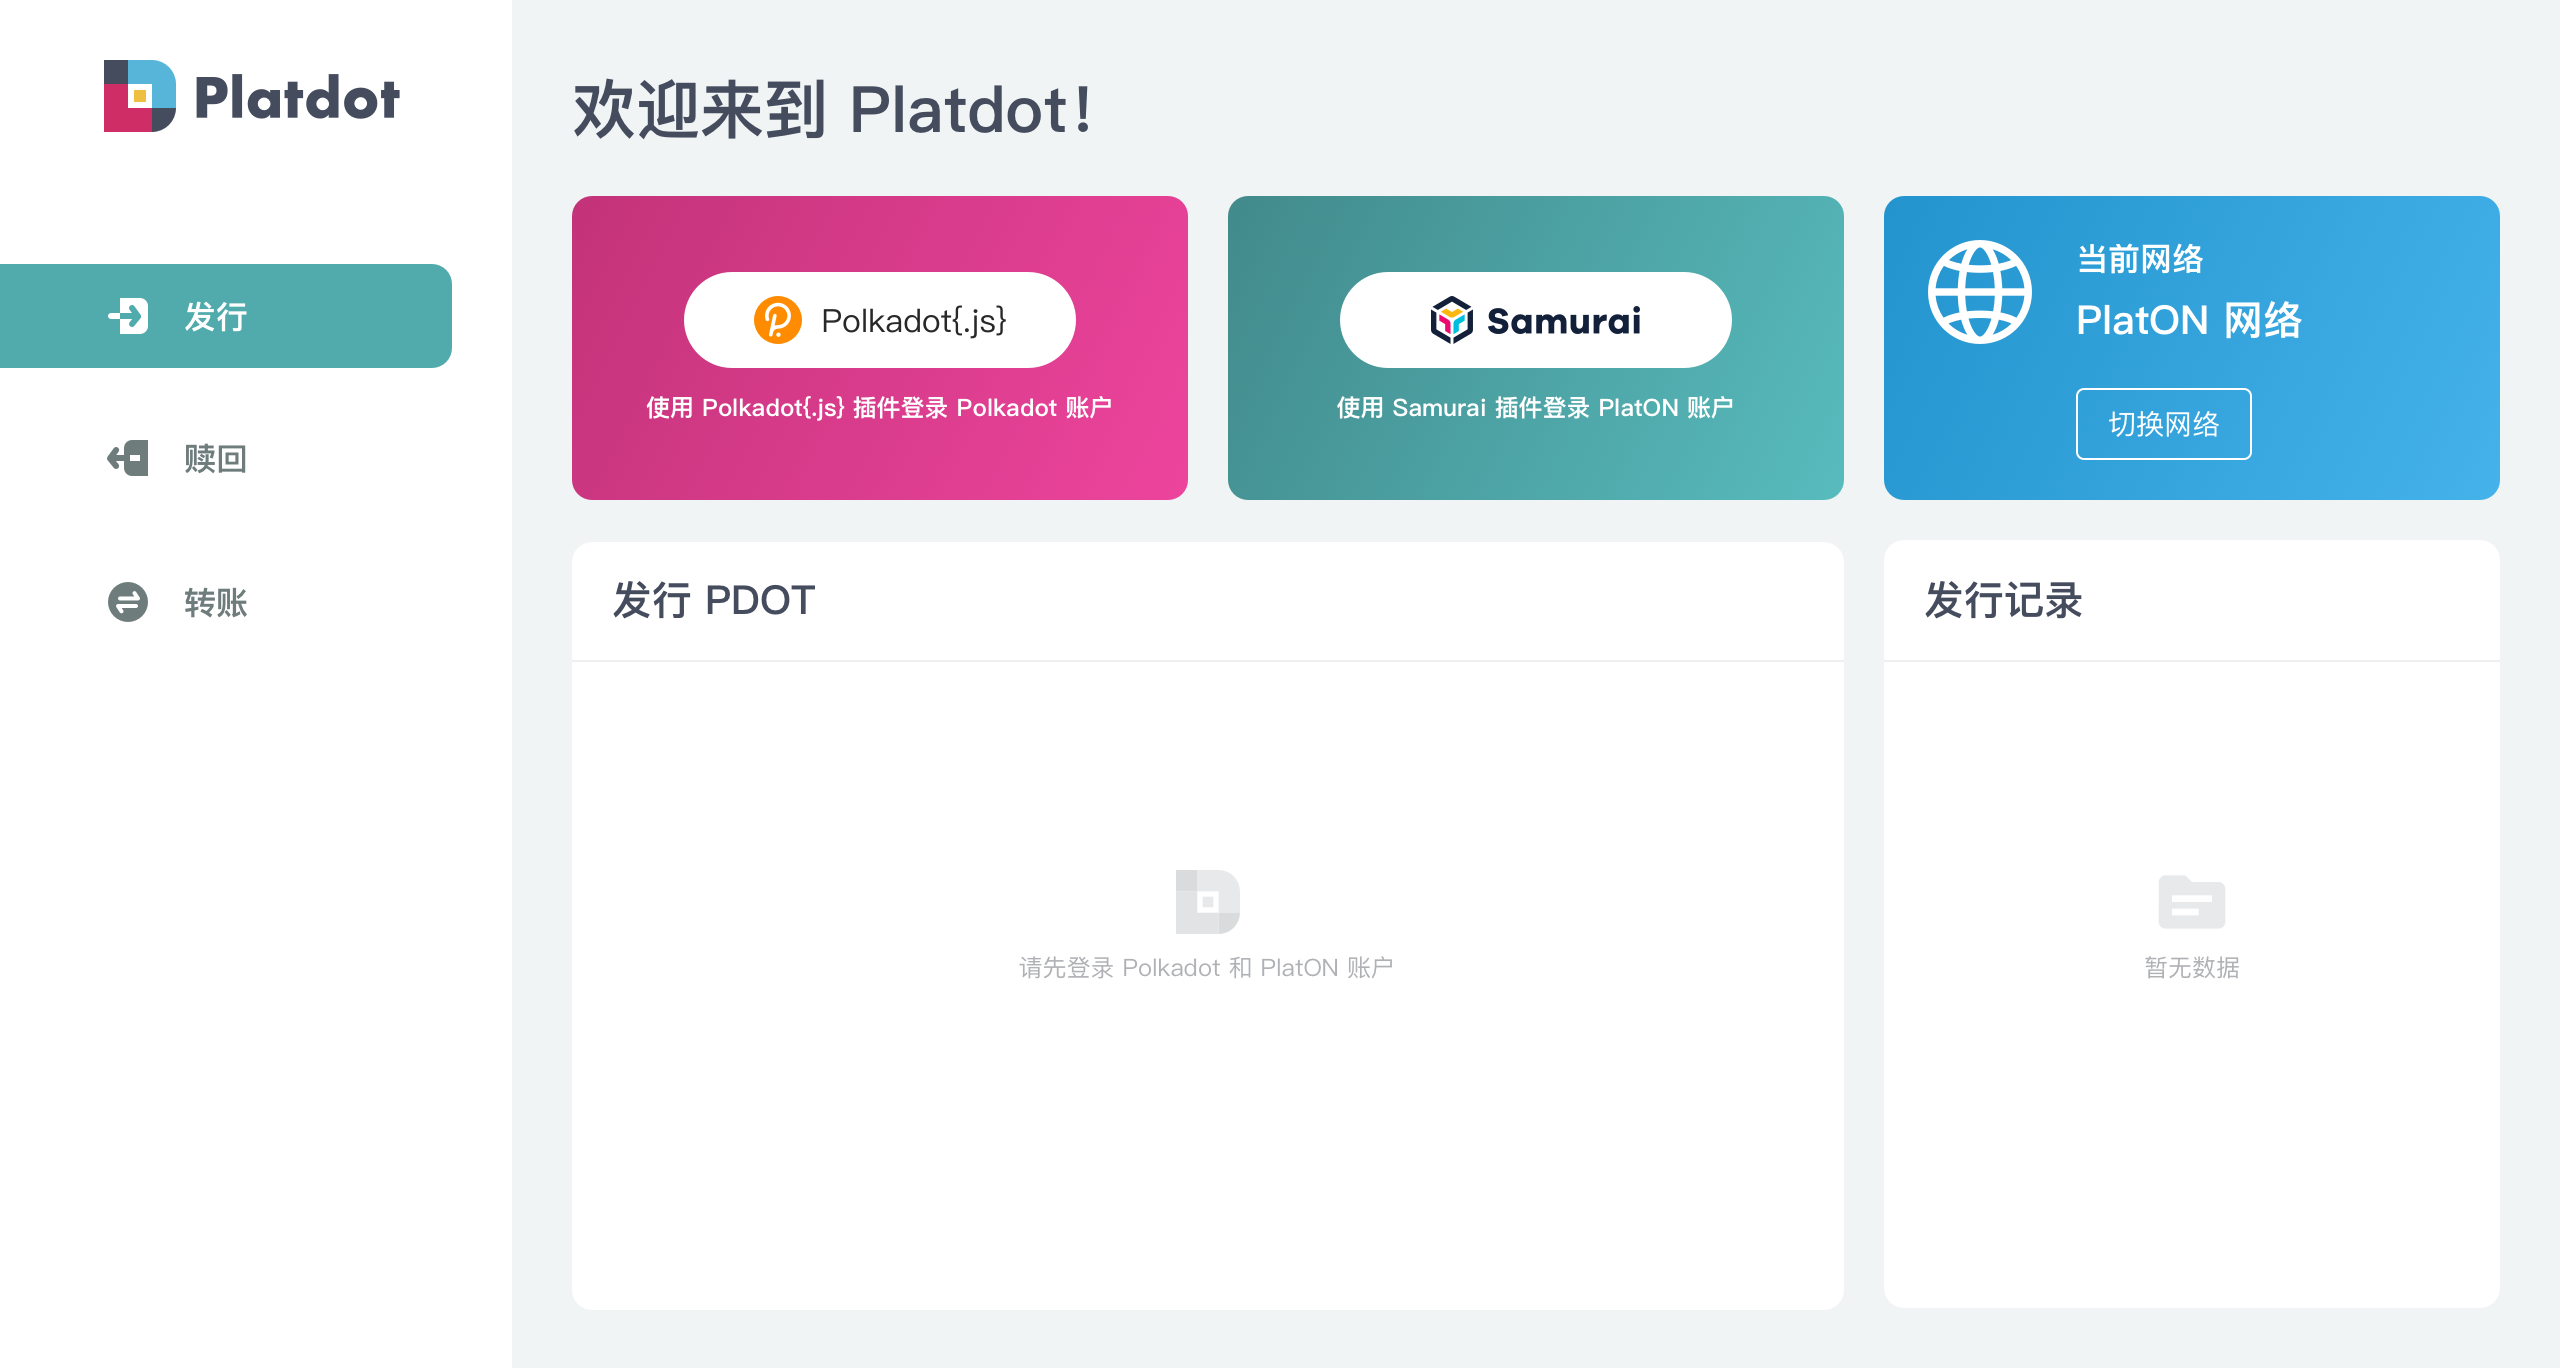 Platdot
发行
赎回
转账
欢迎来到 Platdot！
Polkadot{.js}
使用 Polkadot{.js} 插件登录 Polkadot 账户
Samurai
使用 Samurai 插件登录 PlatON 账户
当前网络
PlatON 网络
切换网络
发行 PDOT
请先登录 Polkadot 和 PlatON 账户
发行记录
暂无数据